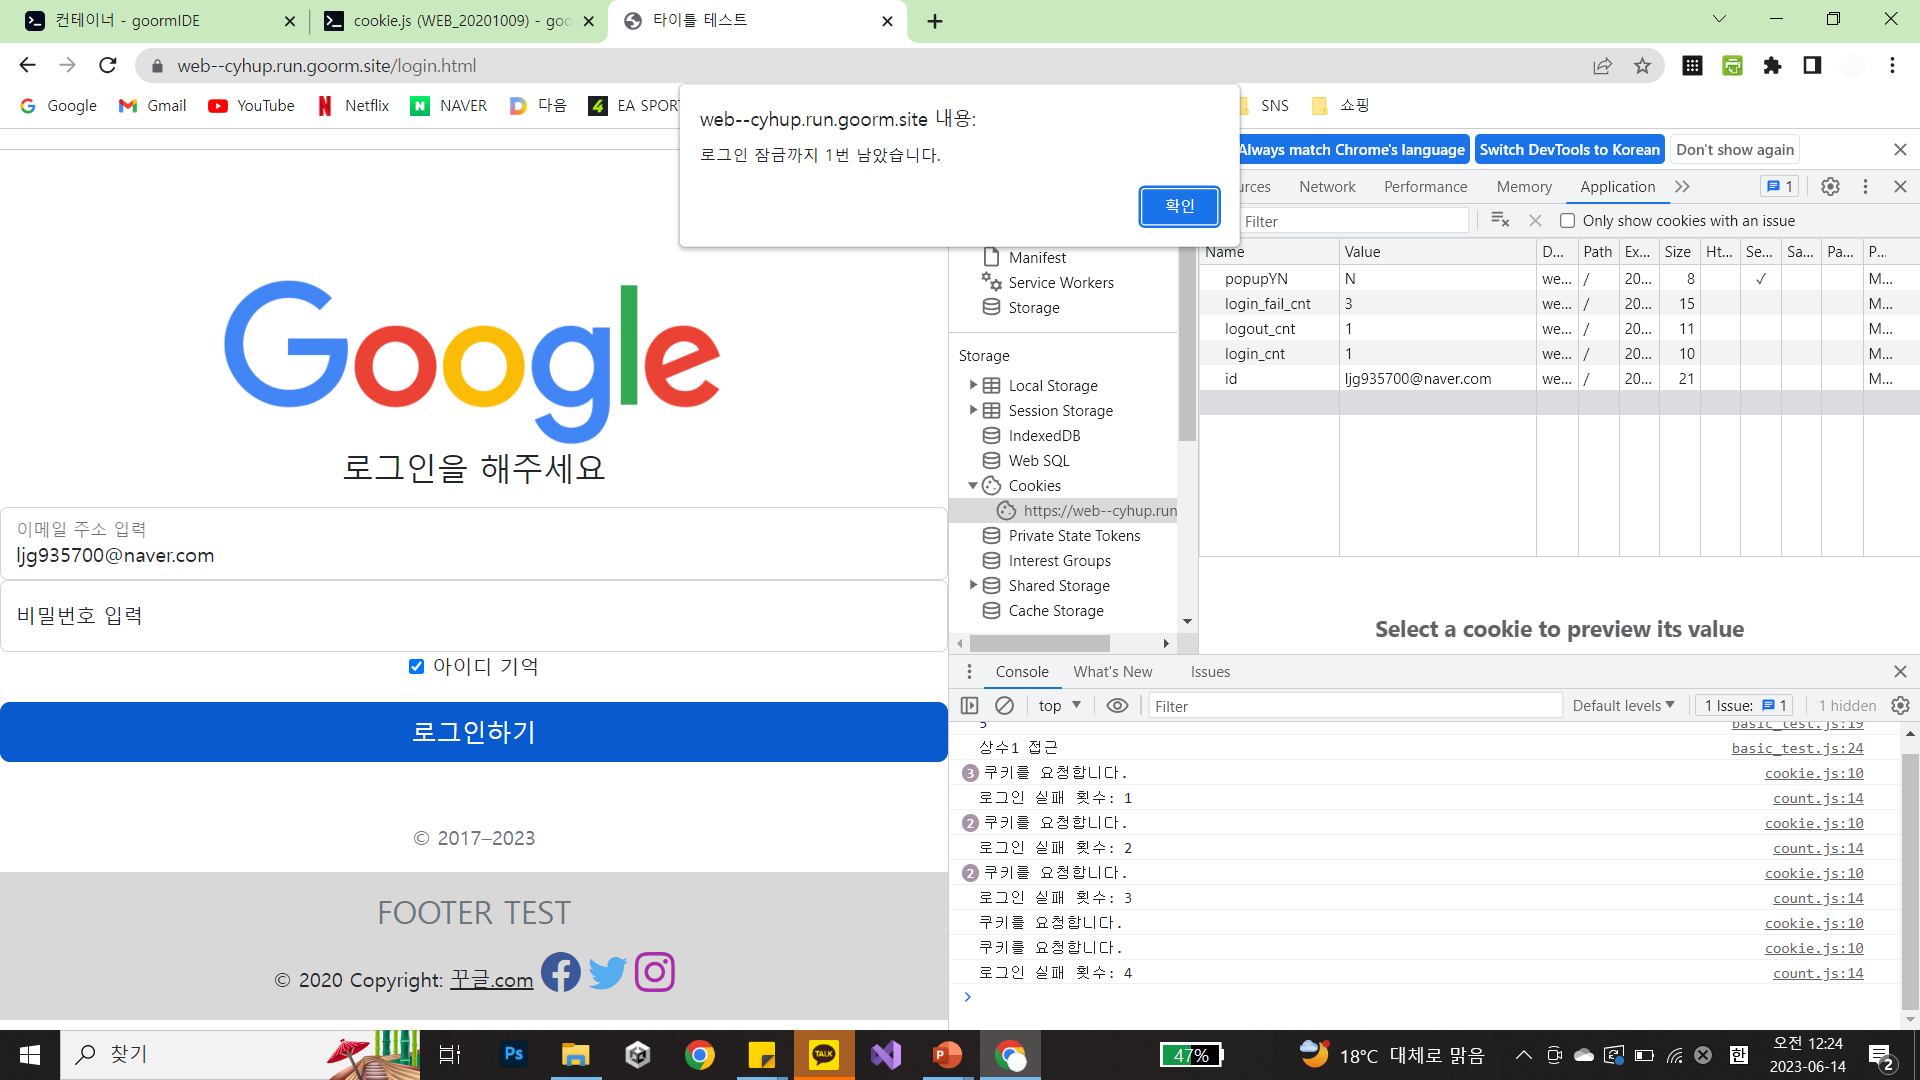 컨테이너 - goormIDE
cookie.js (WEB_20201009) - goo
타이틀 테스트
web--cyhup.run.goorm.site/login.html
Google
Gmail
YouTube
Netflix
NAVER
다음
EA SPORT
SNS
쇼핑
web--cyhup.run.goorm.site 내용:
로그인 잠금까지 1번 남았습니다.
확인
Always match Chrome's language
Switch DevTools to Korean
Don't show again
urces
Network
Performance
Memory
Application
1
Filter
Only show cookies with an issue
Manifest
Service Workers
Storage
Storage
Local Storage
Session Storage
IndexedDB
Web SQL
Cookies
https://web--cyhup.run
Private State Tokens
Interest Groups
Shared Storage
Cache Storage
Name Value D... Path Ex... Size Ht... Se... Sa... Pa... P...
popupYN N we... / 20... 8 ✓ M...
login_fail_cnt 3 we... / 20... 15 M...
logout_cnt 1 we... / 20... 11 M...
login_cnt 1 we... / 20... 10 M...
id ljg935700@naver.com we... / 20... 21 M...
Select a cookie to preview its value
Google
로그인을 해주세요
이메일 주소 입력
ljg935700@naver.com
비밀번호 입력
아이디 기억
로그인하기
© 2017–2023
FOOTER TEST
© 2020 Copyright: 꾸글.com
Console
What's New
Issues
top
Filter
Default levels
1 Issue: 1
1 hidden
5 basic_test.js:19
상수1 접근 basic_test.js:24
3 쿠키를 요청합니다. cookie.js:10
로그인 실패 횟수: 1 count.js:14
2 쿠키를 요청합니다. cookie.js:10
로그인 실패 횟수: 2 count.js:14
2 쿠키를 요청합니다. cookie.js:10
로그인 실패 횟수: 3 count.js:14
쿠키를 요청합니다. cookie.js:10
쿠키를 요청합니다. cookie.js:10
로그인 실패 횟수: 4 count.js:14
찾기
Ps
TALK
47%
18°C 대체로 맑음
한
오전 12:24
2023-06-14
2